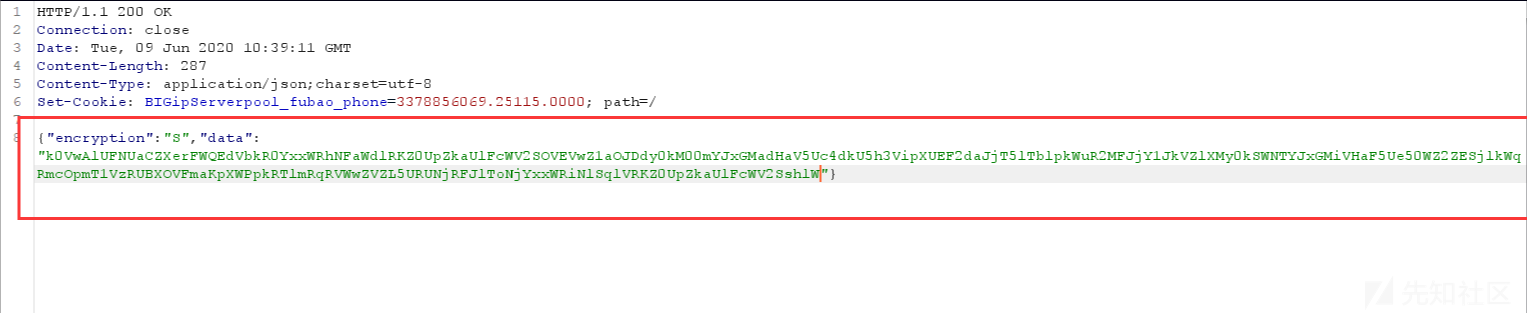 1 HTTP/1.1 200 OK
2 Connection: close
3 Date: Tue, 09 Jun 2020 10:39:11 GMT
4 Content-Length: 287
5 Content-Type: application/json;charset=utf-8
6 Set-Cookie: BIGipServerpool_fubao_phone=3378856069.25115.0000; path=/
7
8 {"encryption":"S","data":
"k0VwAlUFNUaCZXerFWQEdVbkR0YxxWRhNFaWdlRKZ0UpZkaUlFcWV2SOVEVwZ1aOJDdy0kM00mYJxGMadHaV5Uc4dkU5h3VipXUEF2daJjT5lTblpkWuR2MFJjY1JkVZlXMy0kSWNTYJxGMiVHaF5Ue50WZ2ZESjlkWq
RmcOpmTlVzRUBXOVFmaKpXWPpkRTlmRqRVWwZVZL5URUNjRFJlToNjYxxWRiNlSqlVRKZ0UpZkaUlFcWV2SshlW"}
先知社区